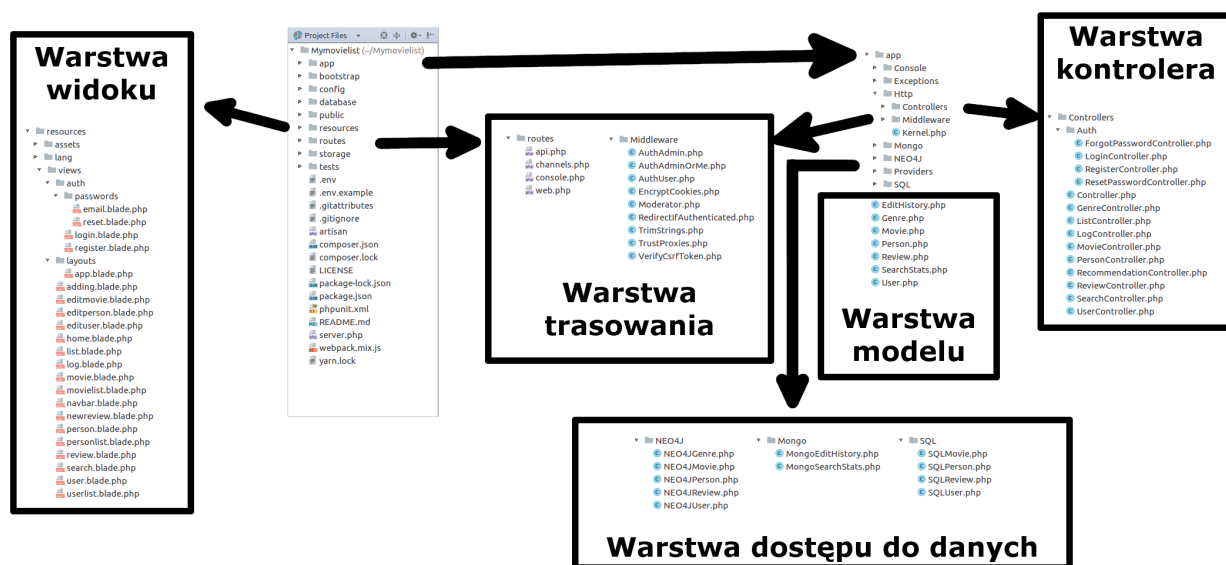 Warstwa
widoku
resources
assets
lang
views
auth
passwords
email.blade.php
reset.blade.php
login.blade.php
register.blade.php
layouts
app.blade.php
adding.blade.php
editmovie.blade.php
editperson.blade.php
edituser.blade.php
home.blade.php
list.blade.php
log.blade.php
movie.blade.php
movielist.blade.php
navbar.blade.php
newreview.blade.php
person.blade.php
personlist.blade.php
review.blade.php
search.blade.php
user.blade.php
userlist.blade.php
Project Files
Mymovielist (~/Mymovielist)
app
bootstrap
config
database
public
resources
routes
storage
tests
.env
.env.example
.gitattributes
.gitignore
artisan
composer.json
composer.lock
LICENSE
package-lock.json
package.json
phpunit.xml
README.md
server.php
webpack.mix.js
yarn.lock
routes
api.php
channels.php
console.php
web.php
Middleware
AuthAdmin.php
AuthAdminOrMe.php
AuthUser.php
EncryptCookies.php
Moderator.php
RedirectIfAuthenticated.php
TrimStrings.php
TrustProxies.php
VerifyCsrfToken.php
Warstwa
trasowania
app
Console
Exceptions
Http
Controllers
Middleware
Kernel.php
Mongo
NEO4J
Providers
SQL
EditHistory.php
Genre.php
Movie.php
Person.php
Review.php
SearchStats.php
User.php
Warstwa
modelu
Warstwa
kontrolera
Controllers
Auth
ForgotPasswordController.php
LoginController.php
RegisterController.php
ResetPasswordController.php
Controller.php
GenreController.php
ListController.php
LogController.php
MovieController.php
PersonController.php
RecommendationController.php
ReviewController.php
SearchController.php
UserController.php
NEO4J
NEO4JGenre.php
NEO4JMovie.php
NEO4JPerson.php
NEO4JReview.php
NEO4JUser.php
Mongo
MongoEditHistory.php
MongoSearchStats.php
SQL
SQLMovie.php
SQLPerson.php
SQLReview.php
SQLUser.php
Warstwa dostępu do danych